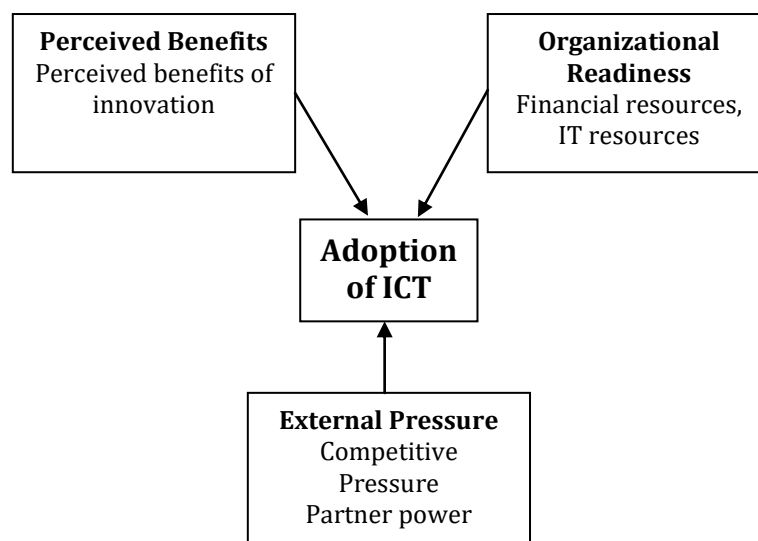 Perceived Benefits
Perceived benefits of
innovation
Organizational
Readiness
Financial resources,
IT resources
Adoption
of ICT
External Pressure
Competitive
Pressure
Partner power